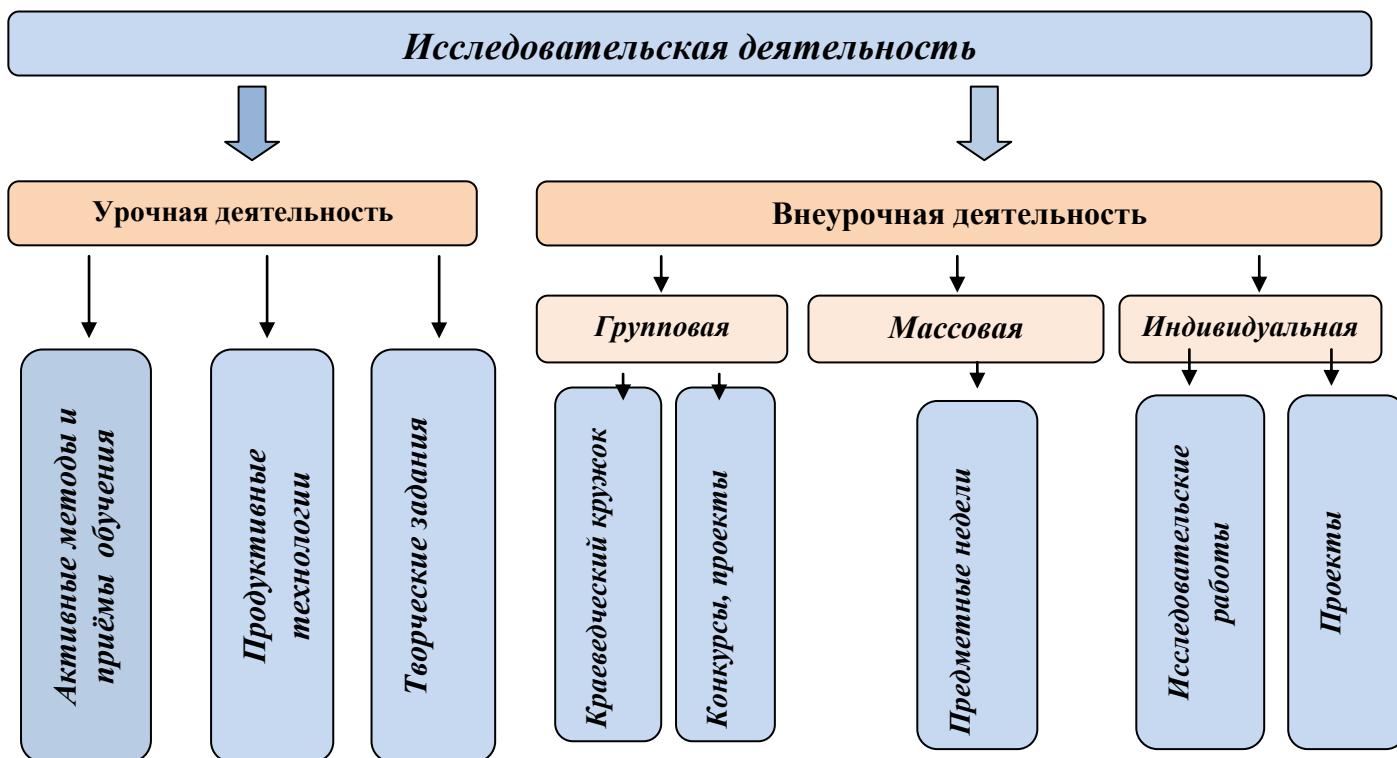 Исследовательская деятельность
Урочная деятельность
Внеурочная деятельность
Групповая
Массовая
Индивидуальная
Активные методы и
приёмы обучения
Продуктивные
технологии
Творческие задания
Краеведческий кружок
Конкурсы, проекты
Предметные недели
Исследовательские
работы
Проекты